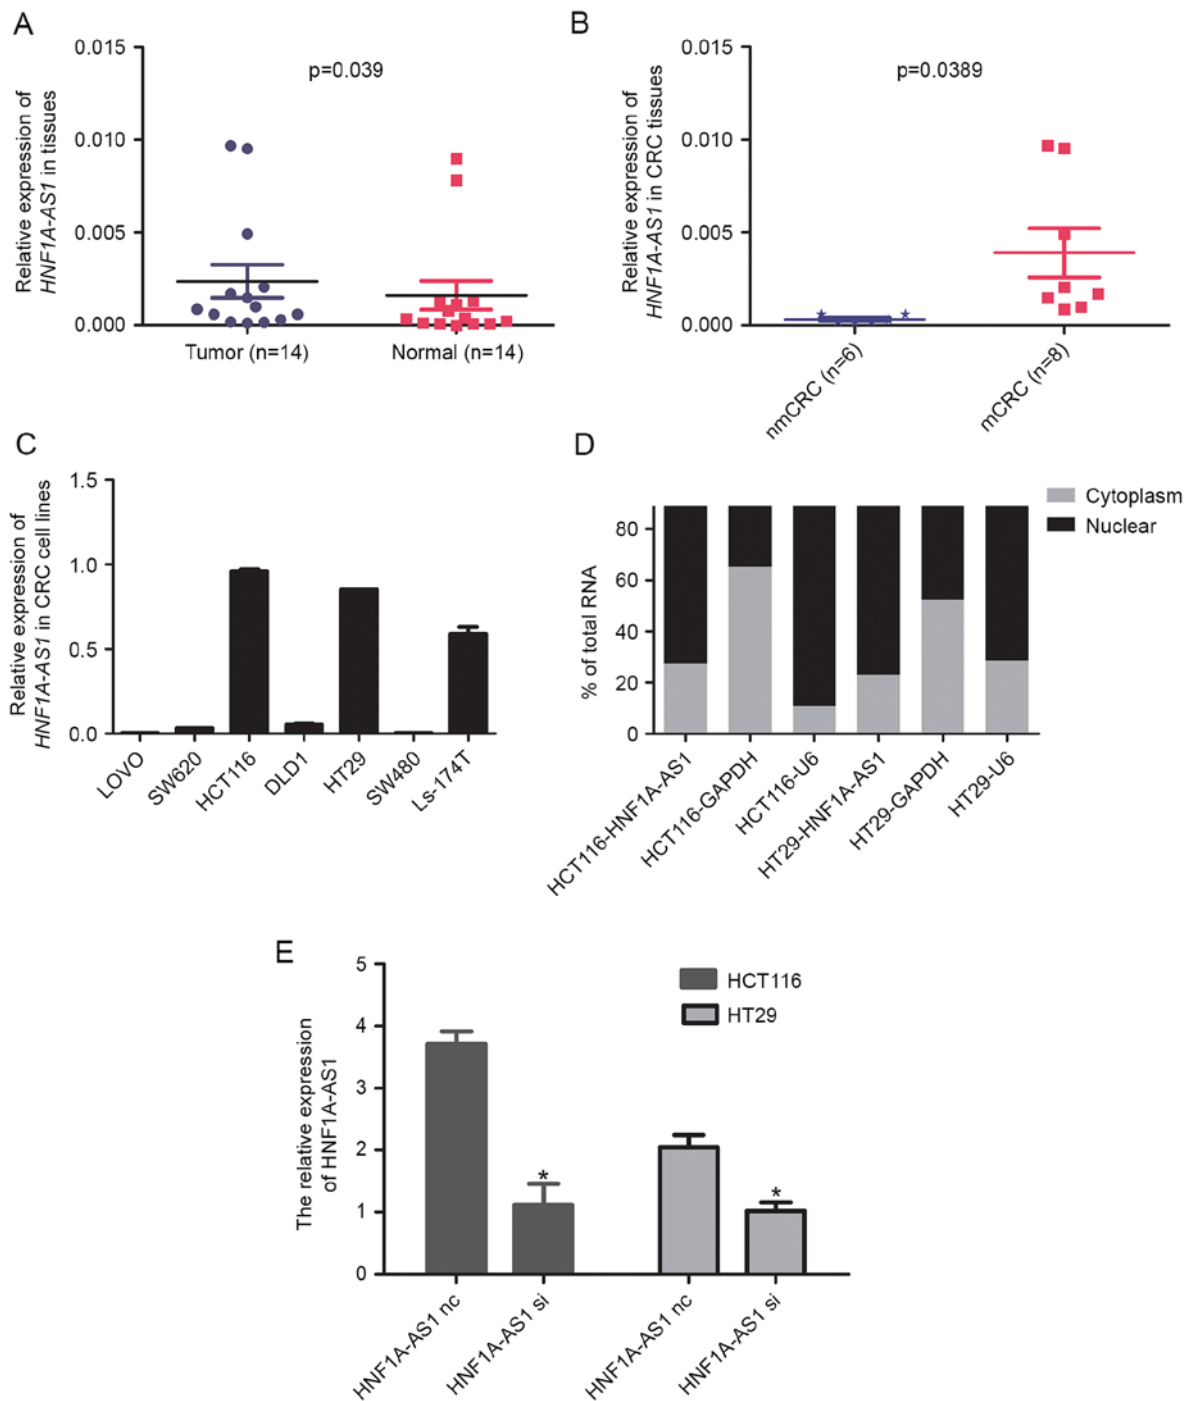 A
Relative expression of
HNF1A-AS1 in tissues
0.015
0.010
0.005
0.000
p=0.039
Tumor (n=14)
Normal (n=14)
B
Relative expression of
HNF1A-AS1 in CRC tissues
0.015
0.010
0.005
0.000
p=0.0389
nmCRC (n=6)
mCRC (n=8)
C
Relative expression of
HNF1A-AS1 in CRC cell lines
1.5
1.0
0.5
0.0
LOVO
SW620
HCT116
DLD1
HT29
SW480
Ls-174T
D
% of total RNA
80
60
40
20
0
Cytoplasm
Nuclear
HCT116-HNF1A-AS1
HCT116-GAPDH
HCT116-U6
HT29-HNF1A-AS1
HT29-GAPDH
HT29-U6
E
The relative expression
of HNF1A-AS1
5
4
3
2
1
0
HCT116
HT29
*
*
HNF1A-AS1 nc
HNF1A-AS1 si
HNF1A-AS1 nc
HNF1A-AS1 si